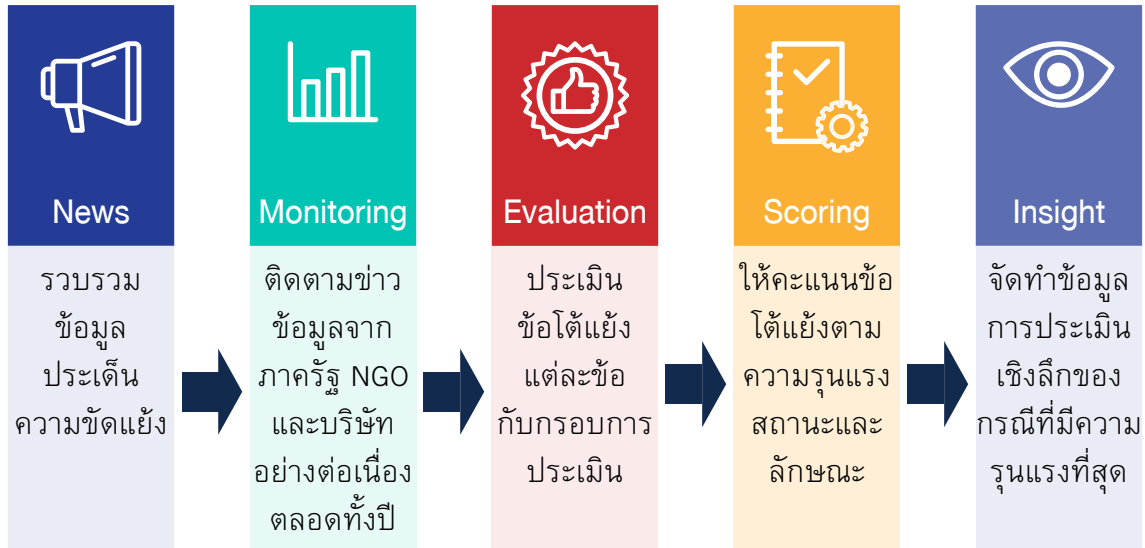 News
รวบรวม
ข้อมูล
ประเด็น
ความขัดแย้ง
Monitoring
ติดตามข่าว
ข้อมูลจาก
ภาครัฐ NGO
และบริษัท
อย่างต่อเนื่อง
ตลอดทั้งปี
Evaluation
ประเมิน
ข้อโต้แย้ง
แต่ละข้อ
กับกรอบการ
ประเมิน
Scoring
ให้คะแนนข้อ
โต้แย้งตาม
ความรุนแรง
สถานะและ
ลักษณะ
Insight
จัดทำข้อมูล
การประเมิน
เชิงลึกของ
กรณีที่มีความ
รุนแรงที่สุด